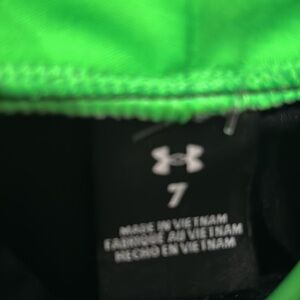 7
MADE IN VIETNAM
FABRIQUÉ AU VIETNAM
HECHO EN VIETNAM